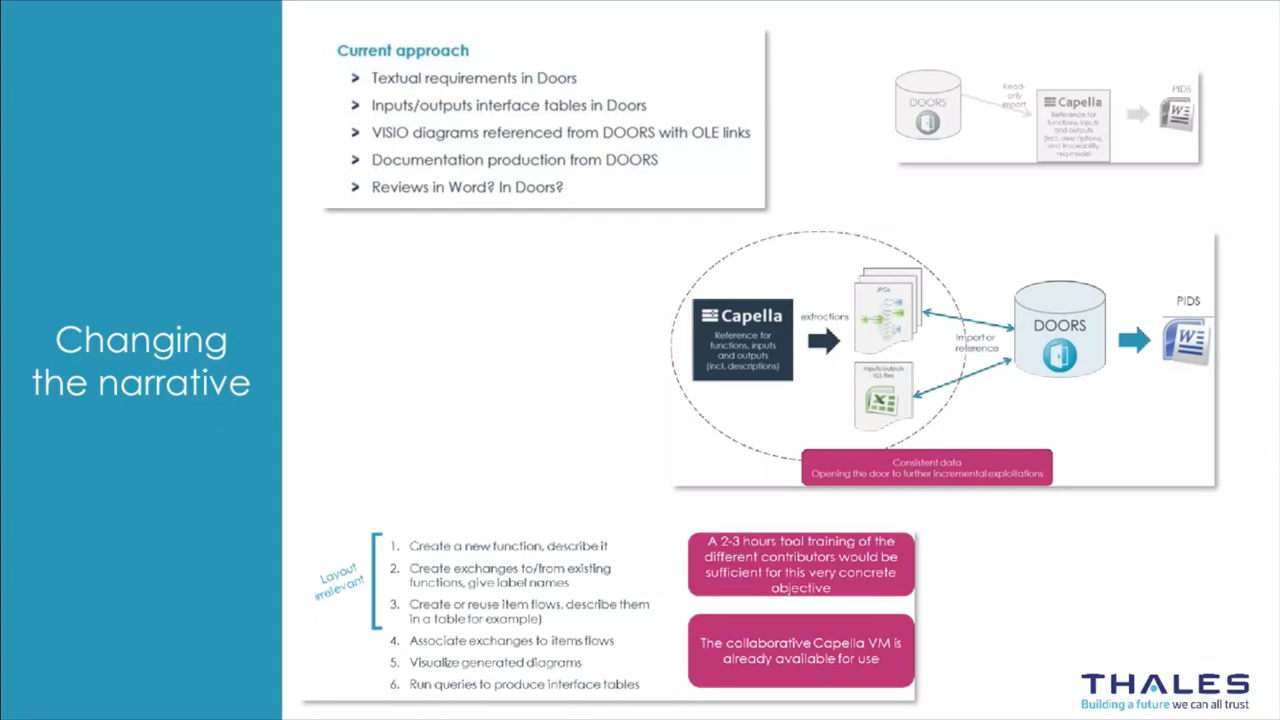 Changing
the narrative
Current approach
Textual requirements in Doors
Inputs/outputs interface tables in Doors
VISIO diagrams referenced from DOORS with OLE links
Documentation production from DOORS
Reviews in Word? In Doors?
DOORS
Read-
only
import
Capella
Reference for
functions, inputs
and outputs
(incl. descriptions,
and traceability
req-model
PIDS
Capella
Reference for
functions, inputs
and outputs
(incl. descriptions)
extractions
JPGs
Inputs/outputs
files
Import or
reference
DOORS
PIDS
Consistent data
Opening the door to further incremental exploitations
Layout
irrelevant
1. Create a new function, describe it
2. Create exchanges to/from existing
functions, give label names
3. Create or reuse item flows, describe them
in a table for example)
4. Associate exchanges to items flows
5. Visualize generated diagrams
6. Run queries to produce interface tables
A 2-3 hours tool training of the
different contributors would be
sufficient for this very concrete
objective
The collaborative Capella VM is
already available for use
THALES
Building a future we can all trust